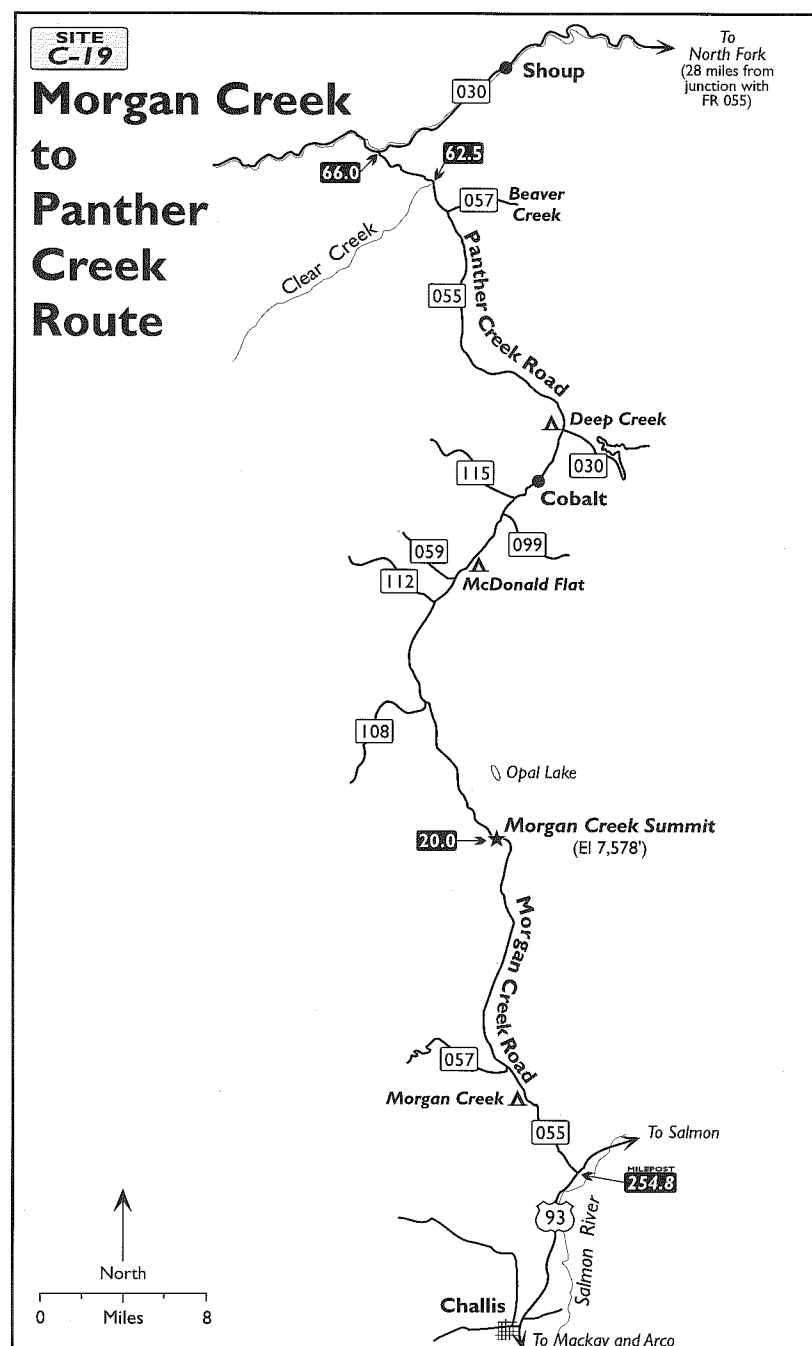 SITE
C-19
Morgan Creek
to
Panther
Creek
Route
To
North Fork
(28 miles from
junction with
FR 055)
Shoup
030
62.5
66.0
057
Beaver
Creek
Clear Creek
Panther Creek Road
055
Deep Creek
030
115
Cobalt
099
059
112
McDonald Flat
108
Opal Lake
Morgan Creek Summit
(El 7,578')
20.0
Morgan Creek Road
057
Morgan Creek
055
To Salmon
MILEPOST
254.8
93
Salmon River
North
0 Miles 8
Challis
To Mackay and Arco